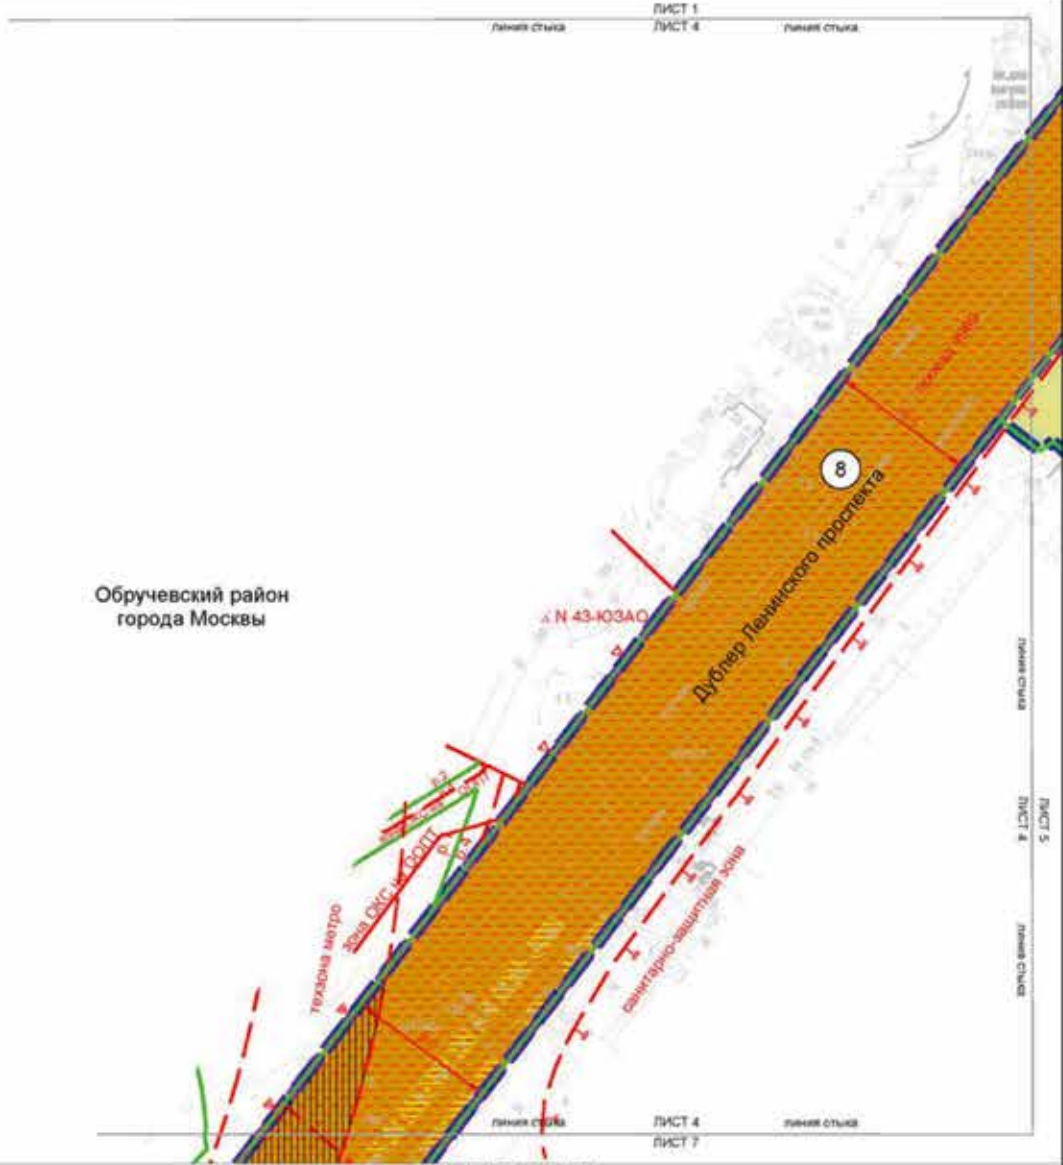 ЛИСТ 1
линия стыка ЛИСТ 4 линия стыка
8
Дублер Ленинского проспекта
Обручевский район
города Москвы
N 43-ЮЗАО
зона ОКС на ООПТ
техзона метро
санитарно-защитная зона
линия стыка
ЛИСТ 4
ЛИСТ 5
линия стыка
линия стыка ЛИСТ 4 линия стыка
ЛИСТ 7